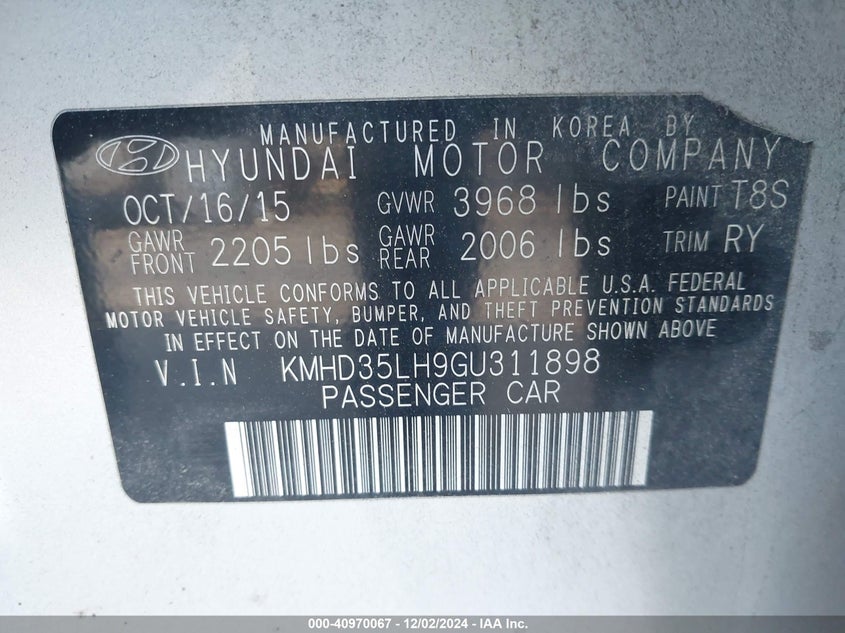 MANUFACTURED IN KOREA BY
HYUNDAI MOTOR COMPANY
OCT/16/15 GVWR 3968 lbs PAINT T8S
GAWR FRONT 2205 lbs GAWR REAR 2006 lbs TRIM RY
THIS VEHICLE CONFORMS TO ALL APPLICABLE U.S.A. FEDERAL
MOTOR VEHICLE SAFETY, BUMPER, AND THEFT PREVENTION STANDARDS
IN EFFECT ON THE DATE OF MANUFACTURE SHOWN ABOVE
V.I.N KMHD35LH9GU311898
PASSENGER CAR
000-40970067 - 12/02/2024 - IAA Inc.